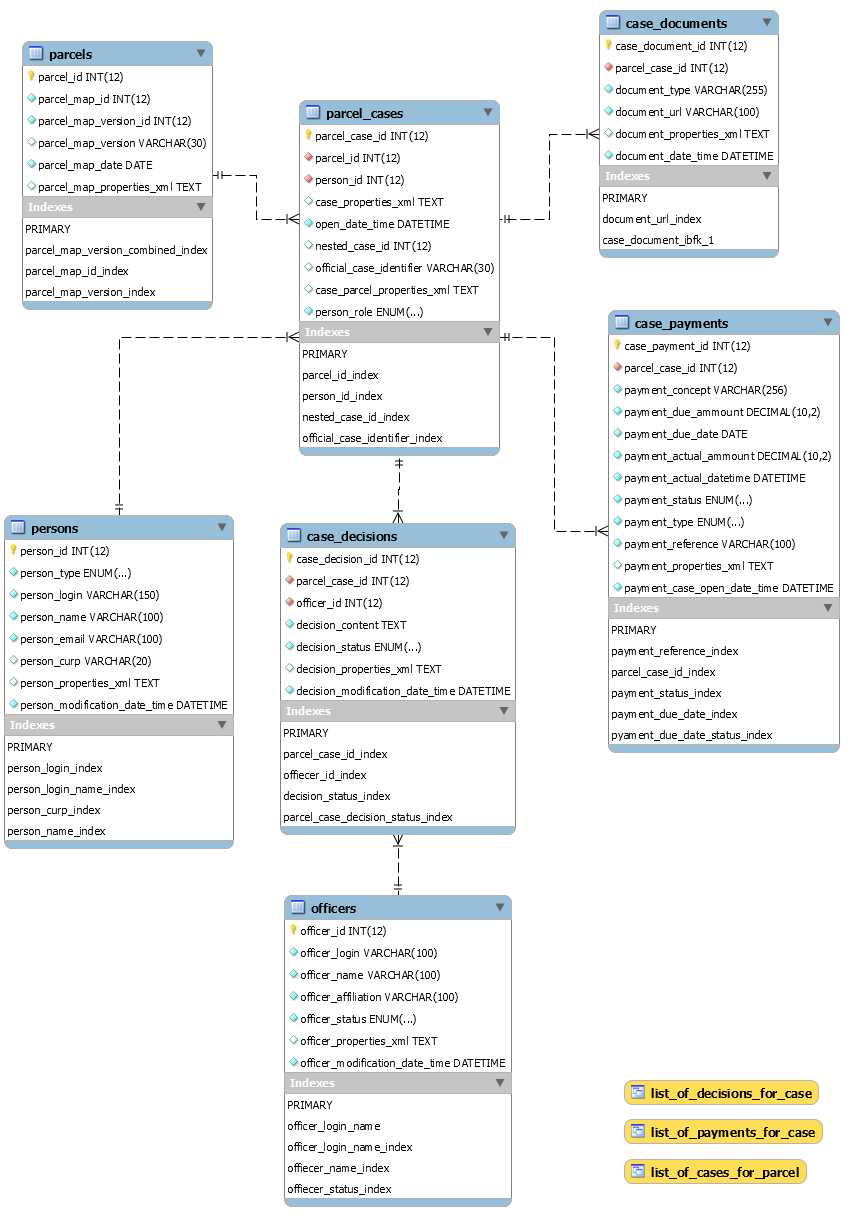 parcels
parcel_id INT(12)
parcel_map_id INT(12)
parcel_map_version_id INT(12)
parcel_map_version VARCHAR(30)
parcel_map_date DATE
parcel_map_properties_xml TEXT
Indexes
PRIMARY
parcel_map_version_combined_index
parcel_map_id_index
parcel_map_version_index
parcel_cases
parcel_case_id INT(12)
parcel_id INT(12)
person_id INT(12)
case_properties_xml TEXT
open_date_time DATETIME
nested_case_id INT(12)
official_case_identifier VARCHAR(30)
case_parcel_properties_xml TEXT
person_role ENUM(...)
Indexes
PRIMARY
parcel_id_index
person_id_index
nested_case_id_index
official_case_identifier_index
case_documents
case_document_id INT(12)
parcel_case_id INT(12)
document_type VARCHAR(255)
document_url VARCHAR(100)
document_properties_xml TEXT
document_date_time DATETIME
Indexes
PRIMARY
document_url_index
case_document_ibfk_1
case_payments
case_payment_id INT(12)
parcel_case_id INT(12)
payment_concept VARCHAR(256)
payment_due_ammount DECIMAL(10,2)
payment_due_date DATE
payment_actual_ammount DECIMAL(10,2)
payment_actual_datetime DATETIME
payment_status ENUM(...)
payment_type ENUM(...)
payment_reference VARCHAR(100)
payment_properties_xml TEXT
payment_case_open_date_time DATETIME
Indexes
PRIMARY
payment_reference_index
parcel_case_id_index
payment_status_index
payment_due_date_index
pyament_due_date_status_index
persons
person_id INT(12)
person_type ENUM(...)
person_login VARCHAR(150)
person_name VARCHAR(100)
person_email VARCHAR(100)
person_curp VARCHAR(20)
person_properties_xml TEXT
person_modification_date_time DATETIME
Indexes
PRIMARY
person_login_index
person_login_name_index
person_curp_index
person_name_index
case_decisions
case_decision_id INT(12)
parcel_case_id INT(12)
officer_id INT(12)
decision_content TEXT
decision_status ENUM(...)
decision_properties_xml TEXT
decision_modification_date_time DATETIME
Indexes
PRIMARY
parcel_case_id_index
offiecer_id_index
decision_status_index
parcel_case_decision_status_index
officers
officer_id INT(12)
officer_login VARCHAR(100)
officer_name VARCHAR(100)
officer_affiliation VARCHAR(100)
officer_status ENUM(...)
officer_properties_xml TEXT
officer_modification_date_time DATETIME
Indexes
PRIMARY
officer_login_name
officer_login_name_index
offiecer_name_index
offiecer_status_index
list_of_decisions_for_case
list_of_payments_for_case
list_of_cases_for_parcel